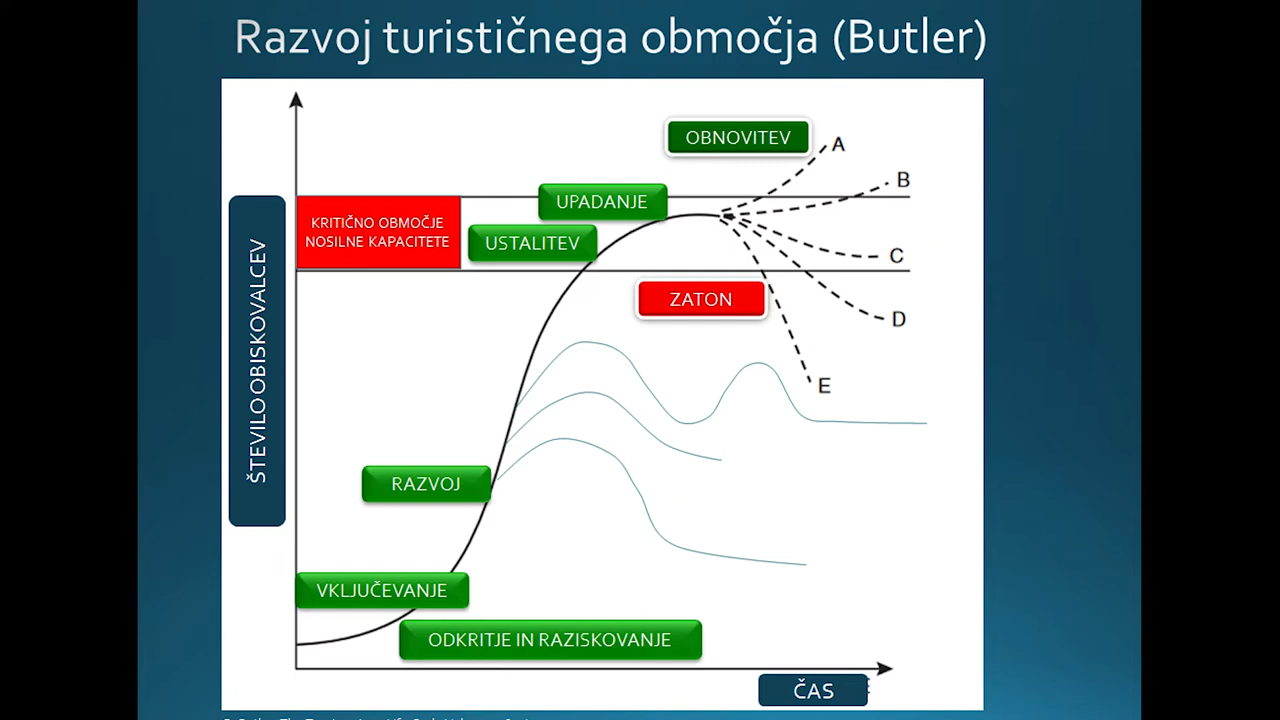 Razvoj turističnega območja (Butler)
OBNOVITEV
A
B
UPADANJE
KRITIČNO OBMOČJE
NOSILNE KAPACITETE
USTALITEV
C
ZATON
D
E
ŠTEVILO OBISKOVALCEV
RAZVOJ
VKLJUČEVANJE
ODKRITJE IN RAZISKOVANJE
ČAS